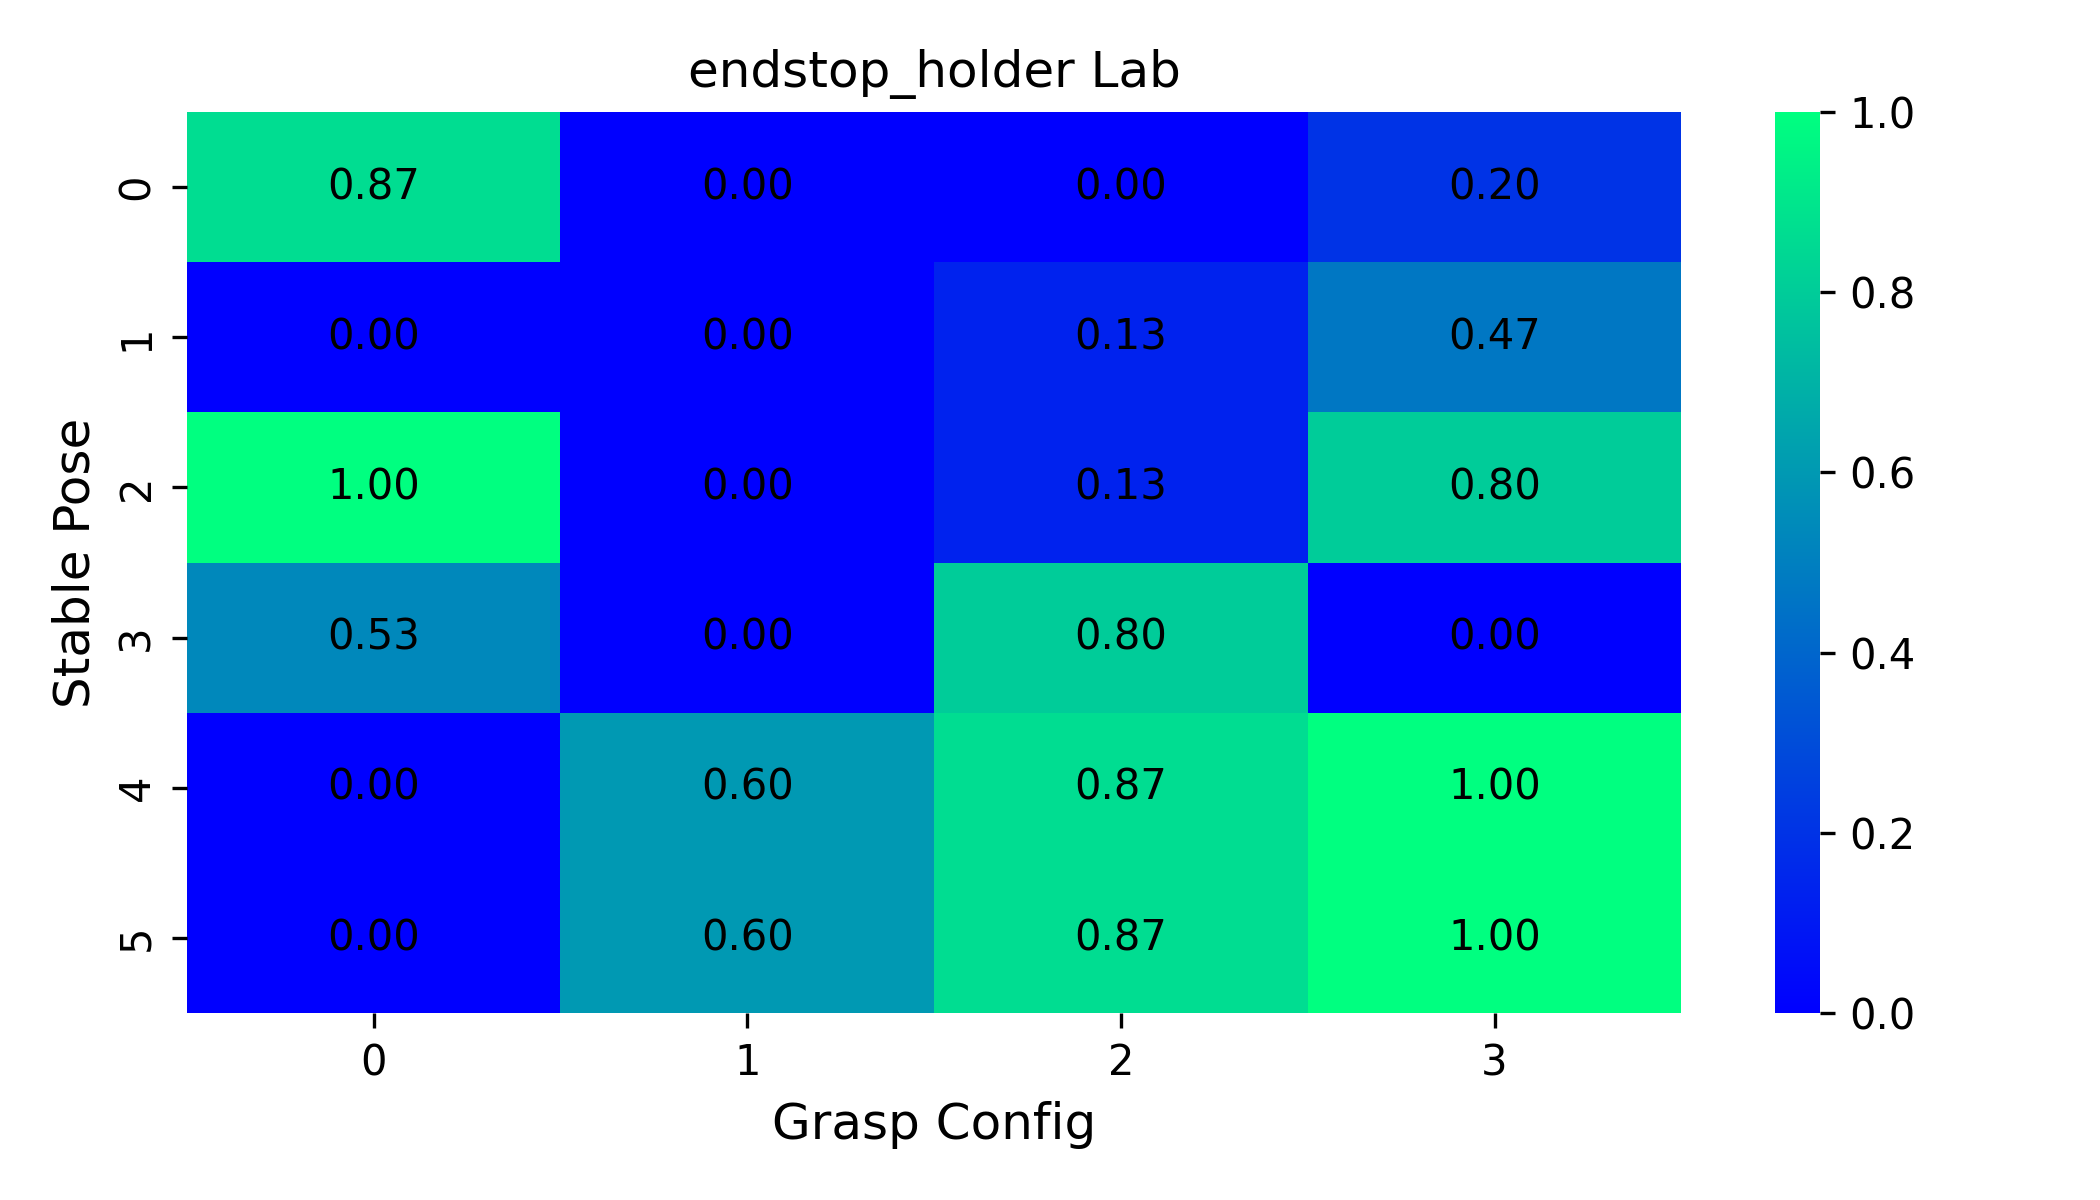 endstop_holder Lab
0 0.87 0.00 0.00 0.20
1 0.00 0.00 0.13 0.47
2 1.00 0.00 0.13 0.80
3 0.53 0.00 0.80 0.00
4 0.00 0.60 0.87 1.00
5 0.00 0.60 0.87 1.00
Stable Pose
0 1 2 3
Grasp Config
1.0
0.8
0.6
0.4
0.2
0.0